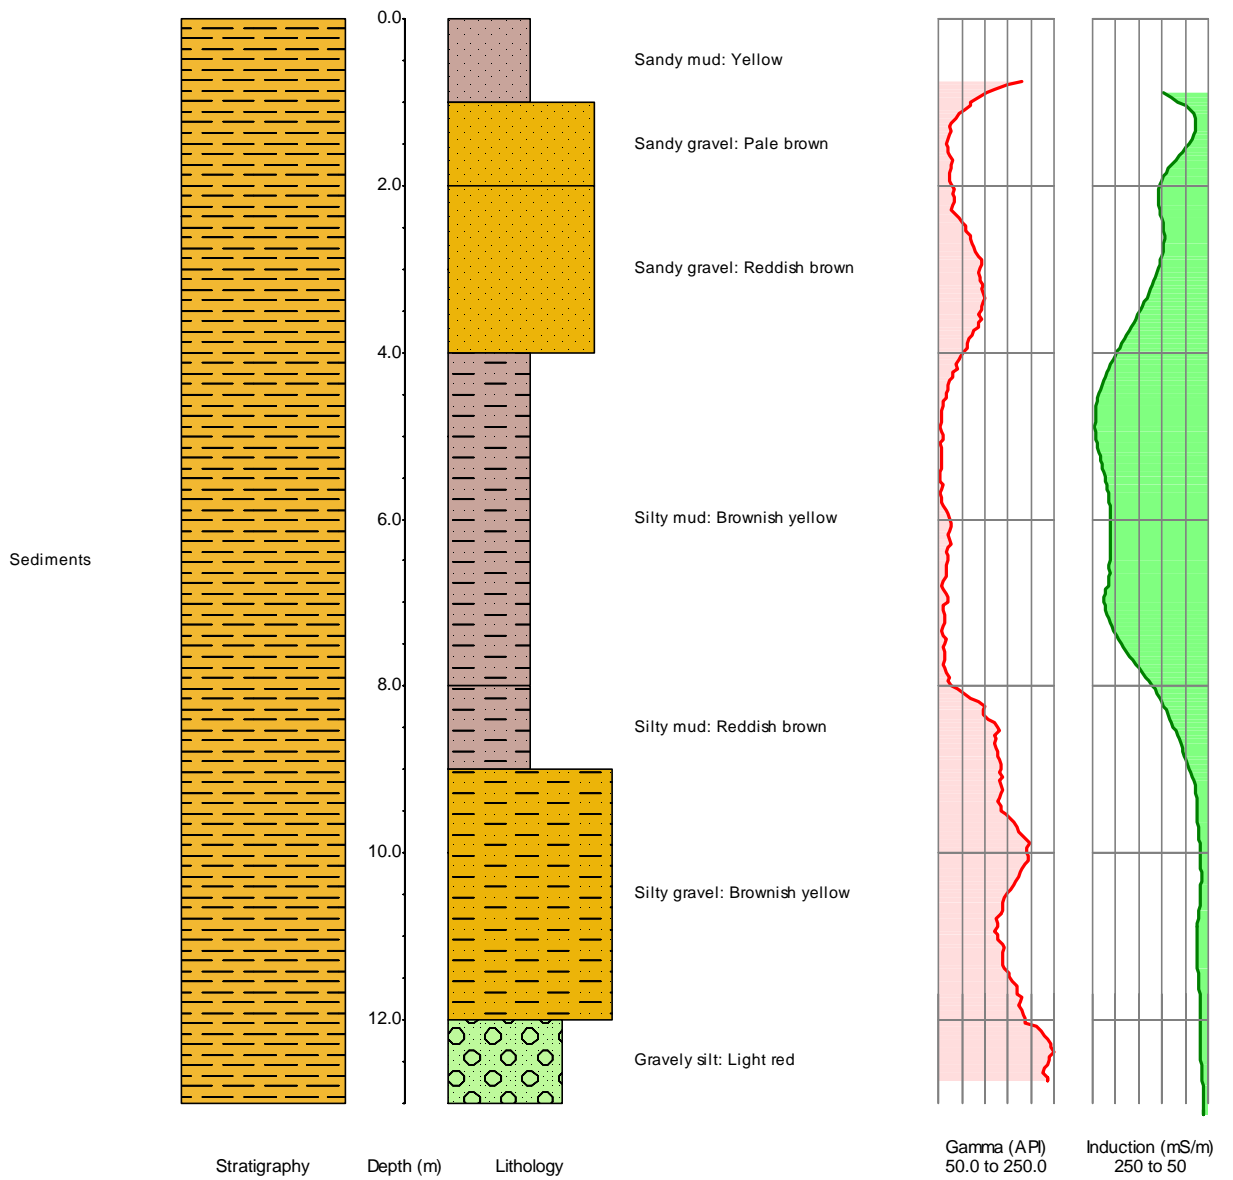 0.0
Sandy mud: Yellow
Sandy gravel: Pale brown
2.0
Sandy gravel: Reddish brown
4.0
6.0
Silty mud: Brownish yellow
Sediments
8.0
Silty mud: Reddish brown
10.0
Silty gravel: Brownish yellow
12.0
Gravely silt: Light red
Stratigraphy
Depth (m)
Lithology
Gamma (API)
50.0 to 250.0
Induction (mS/m)
250 to 50